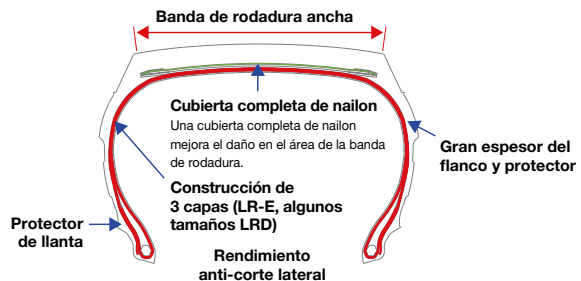 Banda de rodadura ancha
Cubierta completa de nailon
Una cubierta completa de nailon
mejora el daño en el área de la banda
de rodadura.
Gran espesor del
flanco y protector
Construcción de
3 capas (LR-E, algunos
tamaños LRD)
Protector
de llanta
Rendimiento
anti-corte lateral